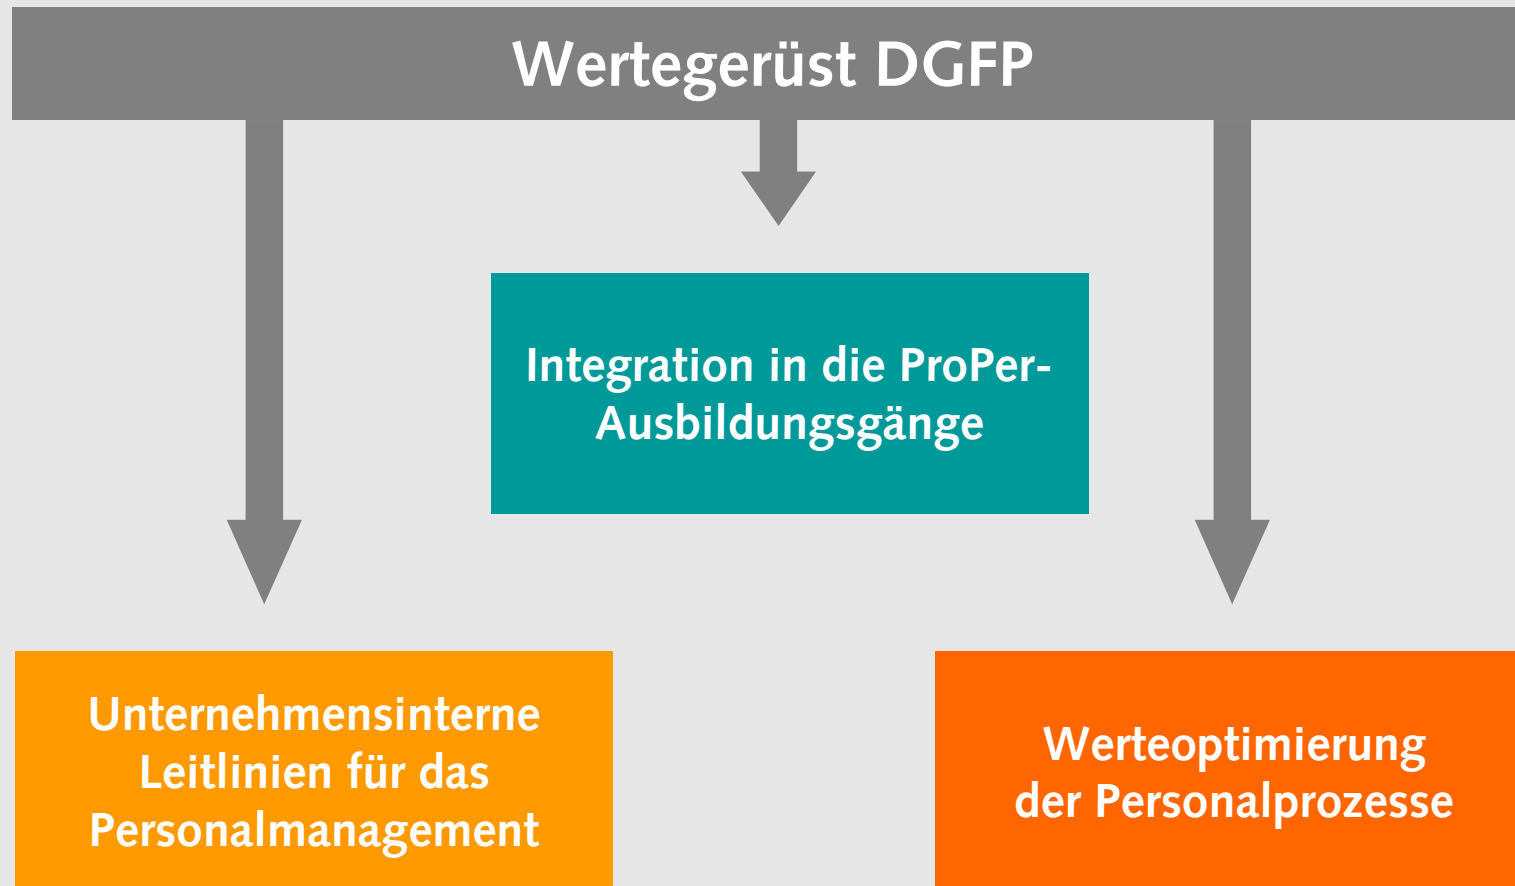 Wertegerüst DGFP
Integration in die ProPer-
Ausbildungsgänge
Unternehmensinterne
Leitlinien für das
Personalmanagement
Werteoptimierung
der Personalprozesse